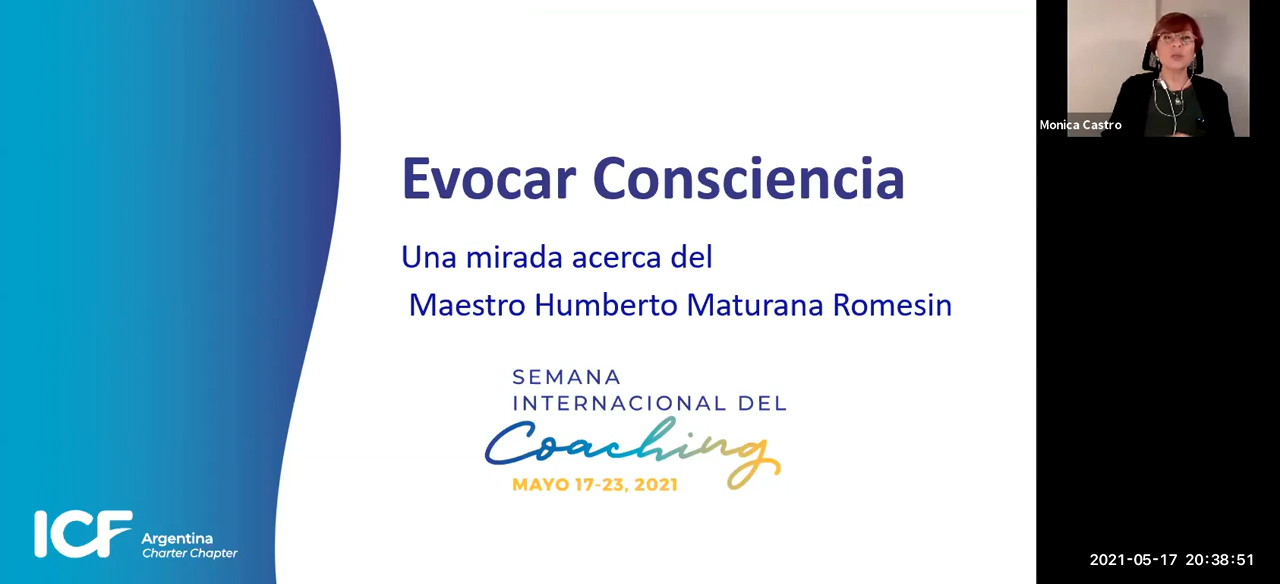 Evocar Consciencia
Una mirada acerca del
Maestro Humberto Maturana Romesin
SEMANA
INTERNACIONAL DEL
Coaching
MAYO 17-23, 2021
ICF
Argentina
Charter Chapter
Monica Castro
2021-05-17 20:38:51